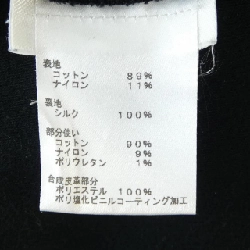 表地
コットン 89%
ナイロン 11%
裏地
シルク 100%
部分使い
コットン 90%
ナイロン 9%
ポリウレタン 1%
合成皮革部分
ポリエステル 100%
ポリ塩化ビニルコーティング加工